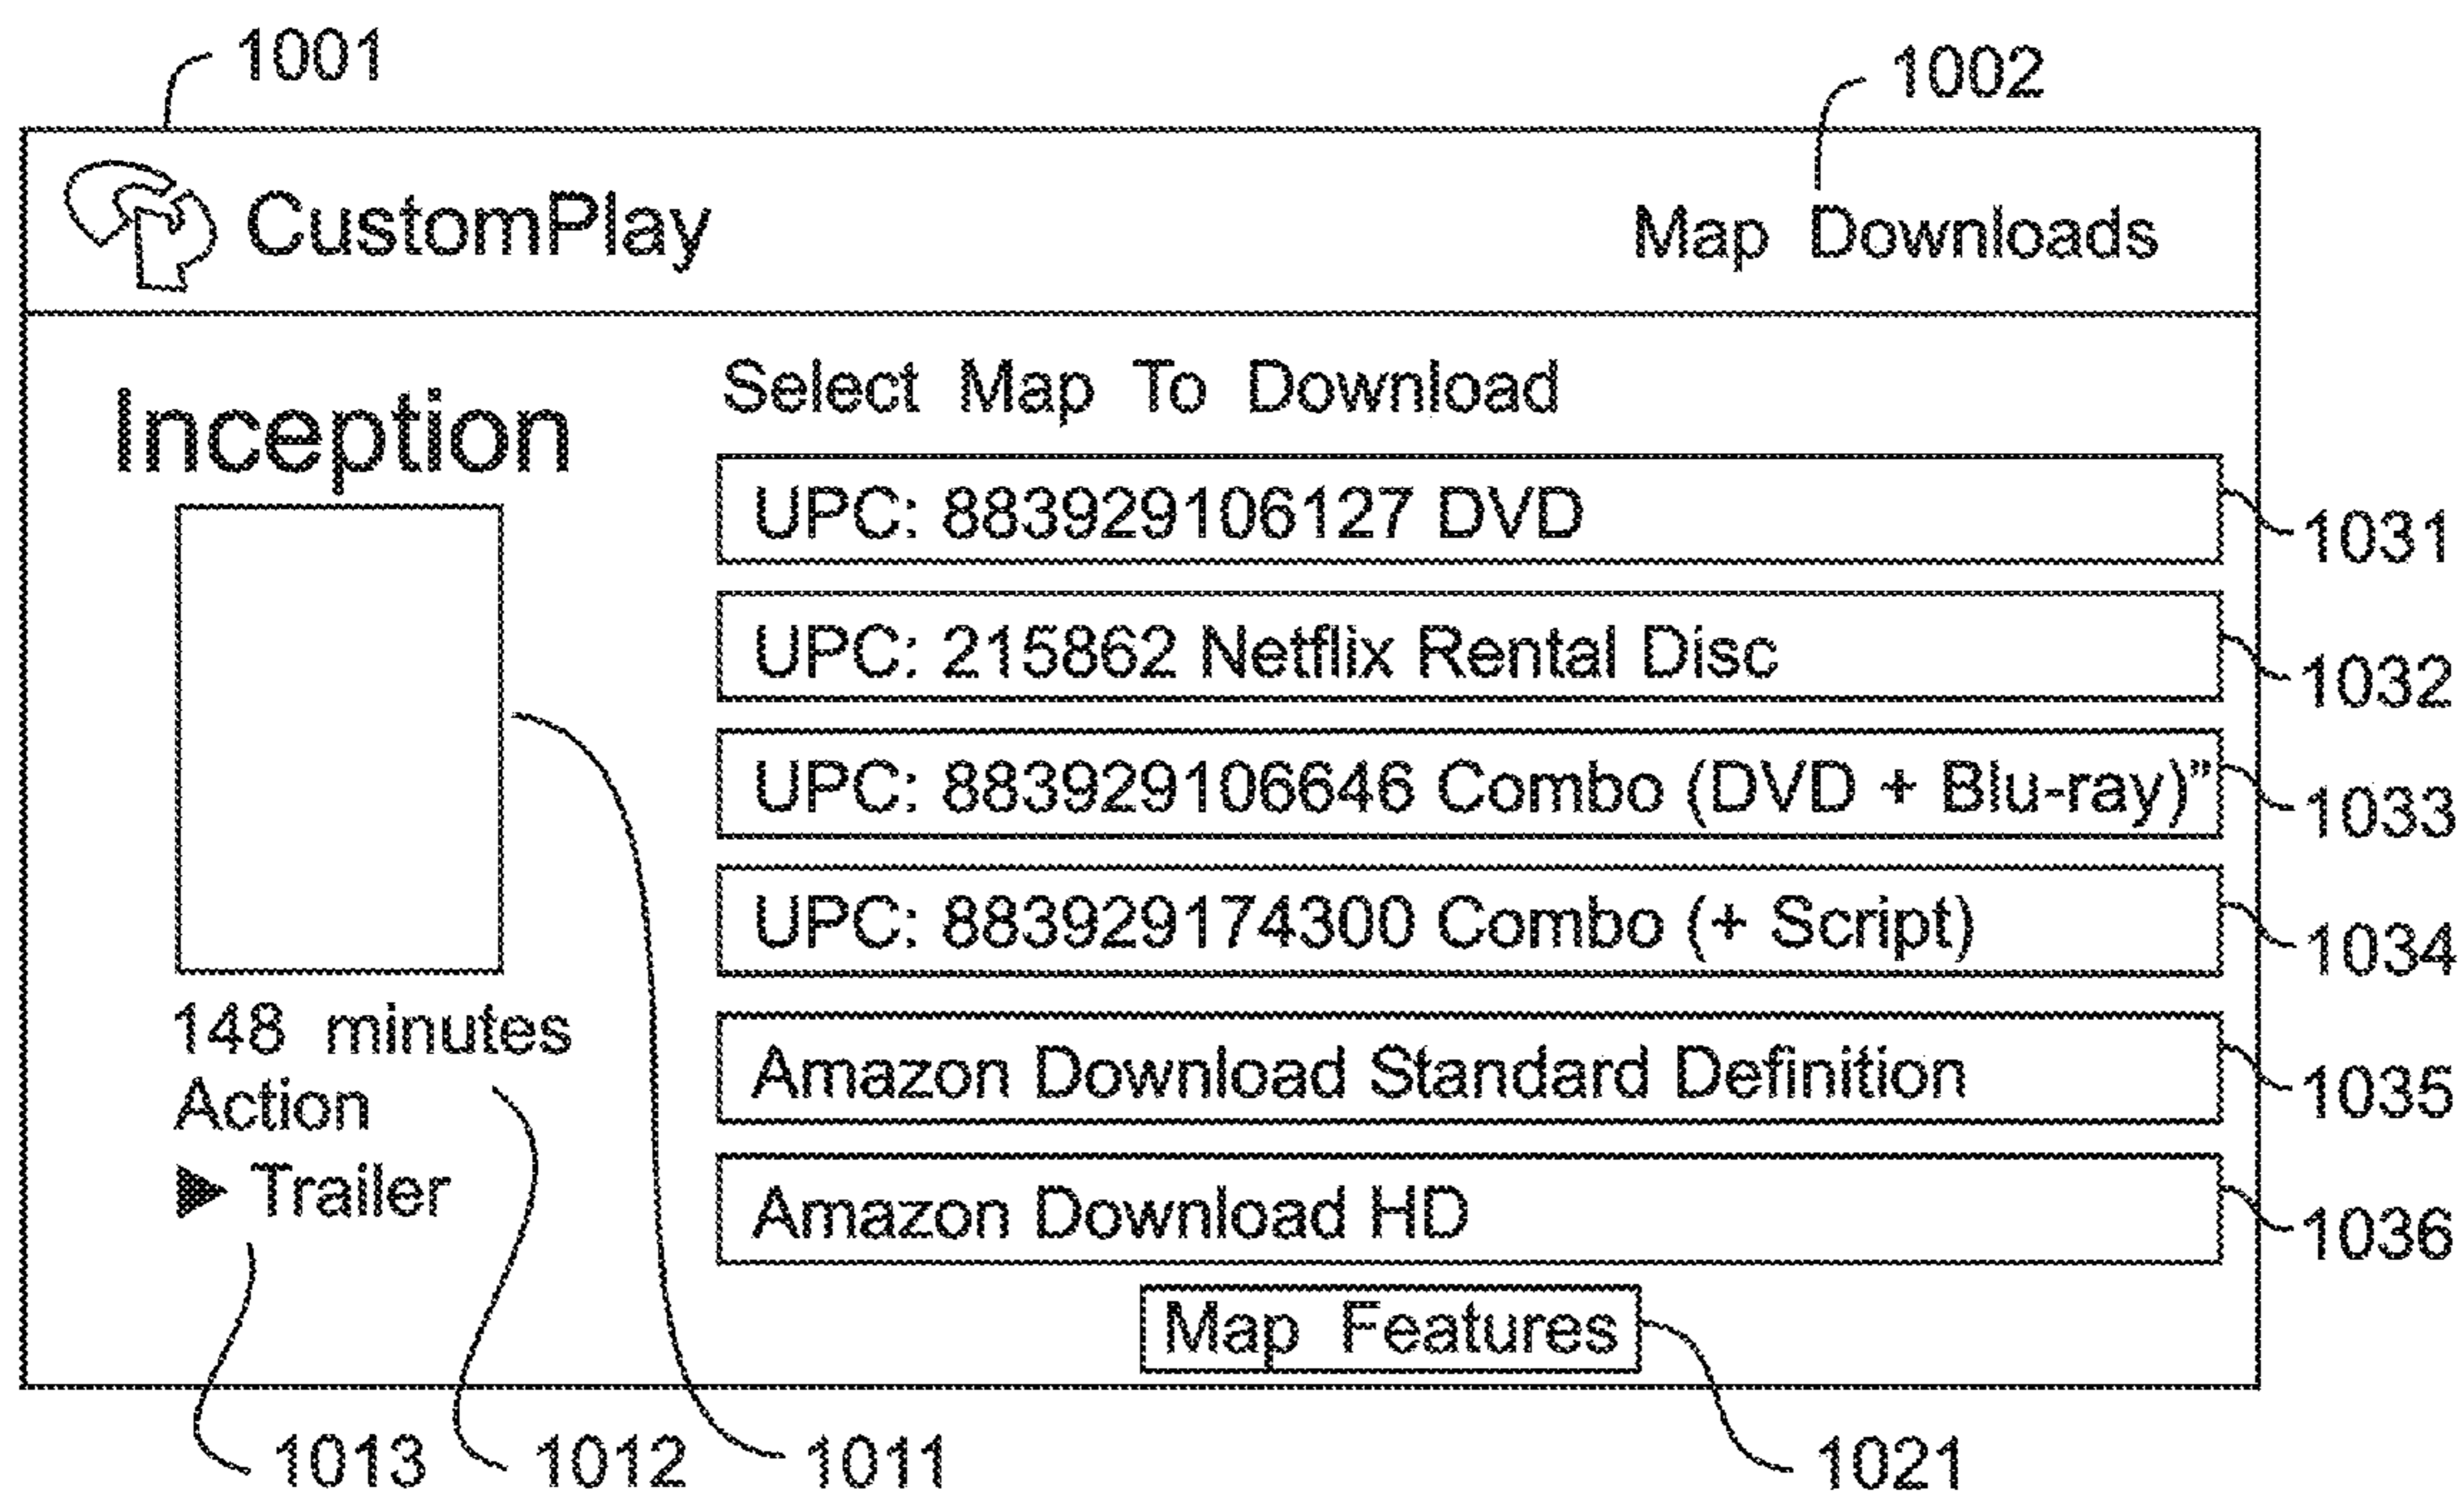 1001
1002
CustomPlay
Map Downloads
Inception
Select Map To Download
UPC: 883929106127 DVD
1031
UPC: 215862 Netflix Rental Disc
1032
UPC: 883929106646 Combo (DVD + Blu-ray)”
1033
UPC: 883929174300 Combo (+ Script)
1034
148 minutes
Action
Trailer
Amazon Download Standard Definition
1035
Amazon Download HD
1036
Map Features
1013
1012
1011
1021